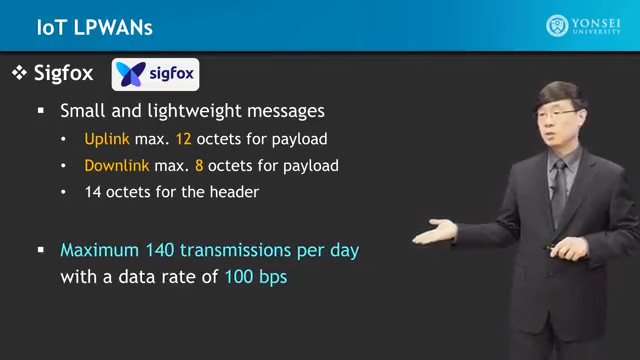 IoT LPWANs
YONSEI
UNIVERSITY
❖ Sigfox
sigfox
▪ Small and lightweight messages
• Uplink max. 12 octets for payload
• Downlink max. 8 octets for payload
• 14 octets for the header
▪ Maximum 140 transmissions per day
with a data rate of 100 bps